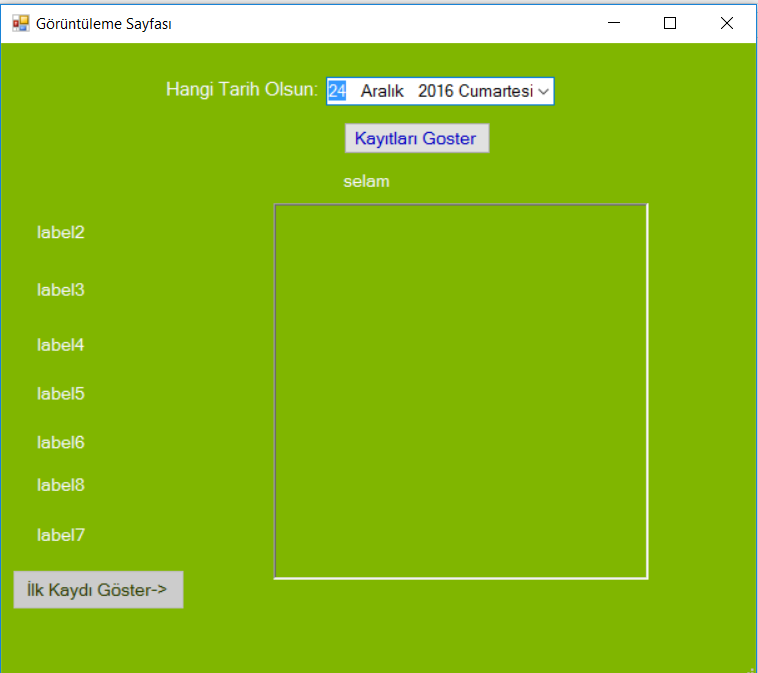 Görüntüleme Sayfası
Hangi Tarih Olsun: 24 Aralık 2016 Cumartesi
Kayıtları Goster
selam
label2
label3
label4
label5
label6
label8
label7
İlk Kaydı Göster->